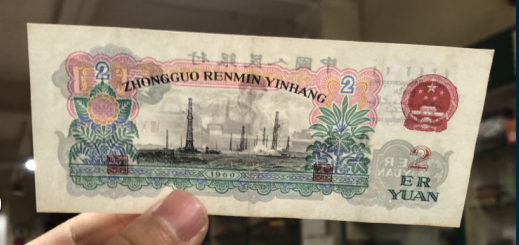 2
ZHONGGUO RENMIN YINHANG
2
1960
2
ER
YUAN